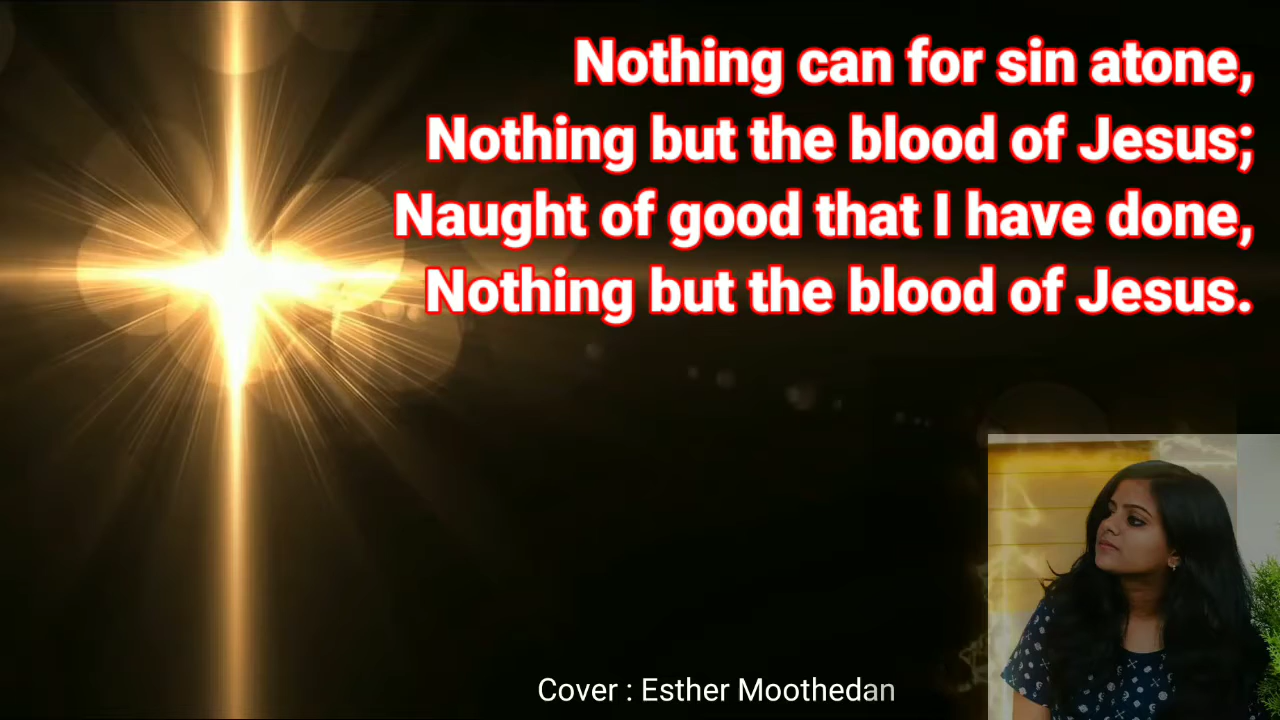 Nothing can for sin atone,
Nothing but the blood of Jesus;
Naught of good that I have done,
Nothing but the blood of Jesus.
Cover : Esther Moothedan